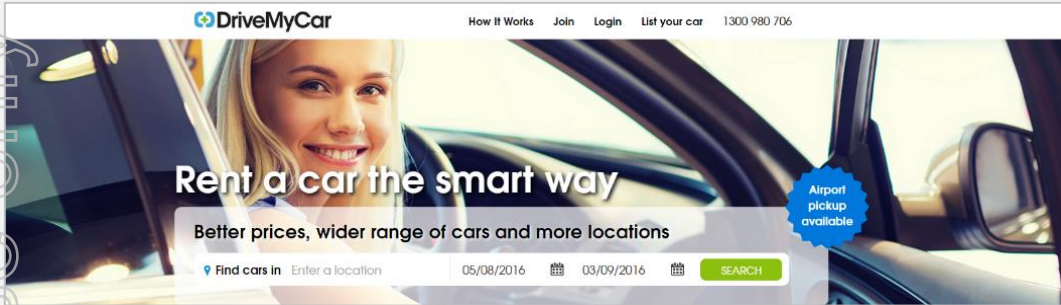 DriveMyCar
How It Works Join Login List your car 1300 980 706
Rent a car the smart way
Airport
pickup
available
Better prices, wider range of cars and more locations
Find cars in Enter a location 05/08/2016 03/09/2016 SEARCH